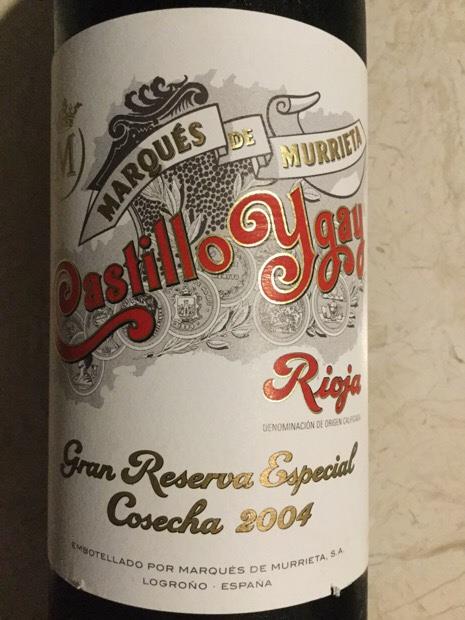 M
MARQUÉS DE MURRIETA
Castillo Ygay
Rioja
DENOMINACIÓN DE ORIGEN CALIFICADA
Gran Reserva Especial
Cosecha 2004
EMBOTELLADO POR MARQUÉS DE MURRIETA, S.A.
LOGROÑO · ESPAÑA